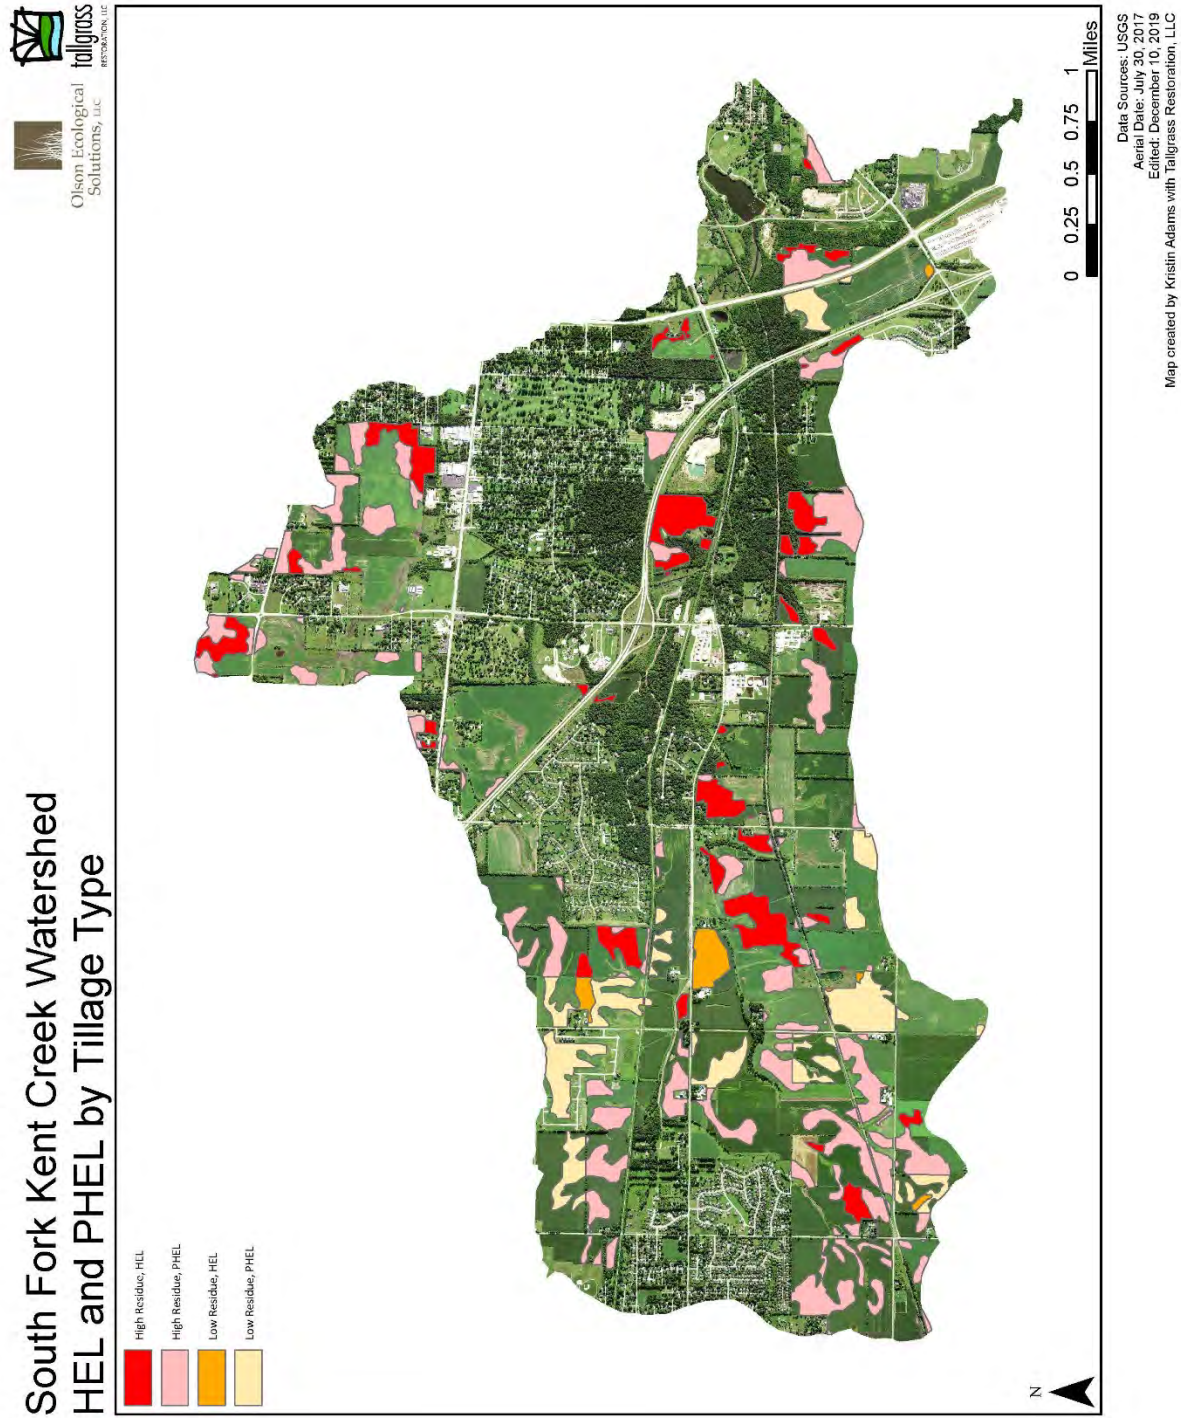 South Fork Kent Creek Watershed
HEL and PHEL by Tillage Type
Olson Ecological
Solutions, LLC
tallgrass
RESTORATION, LLC
High Residue, HEL
High Residue, PHEL
Low Residue, HEL
Low Residue, PHEL
N
0 0.25 0.5 0.75 1
Miles
Data Sources: USGS
Aerial Date: July 30, 2017
Edited: December 10, 2019
Map created by Kristin Adams with Tallgrass Restoration, LLC